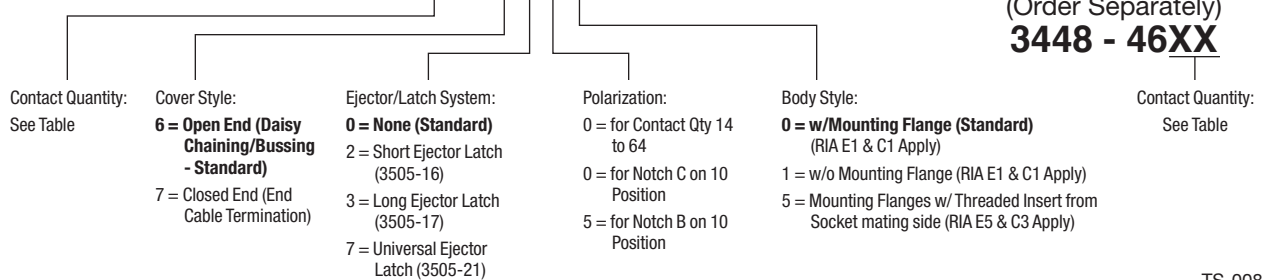 (Order Separately)
3448 - 46XX
Contact Quantity:
See Table
Cover Style:
6 = Open End (Daisy
Chaining/Bussing
- Standard)
7 = Closed End (End
Cable Termination)
Ejector/Latch System:
0 = None (Standard)
2 = Short Ejector Latch
(3505-16)
3 = Long Ejector Latch
(3505-17)
7 = Universal Ejector
Latch (3505-21)
Polarization:
0 = for Contact Qty 14
to 64
0 = for Notch C on 10
Position
5 = for Notch B on 10
Position
Body Style:
0 = w/Mounting Flange (Standard)
(RIA E1 & C1 Apply)
1 = w/o Mounting Flange (RIA E1 & C1 Apply)
5 = Mounting Flanges w/ Threaded Insert from
Socket mating side (RIA E5 & C3 Apply)
Contact Quantity:
See Table